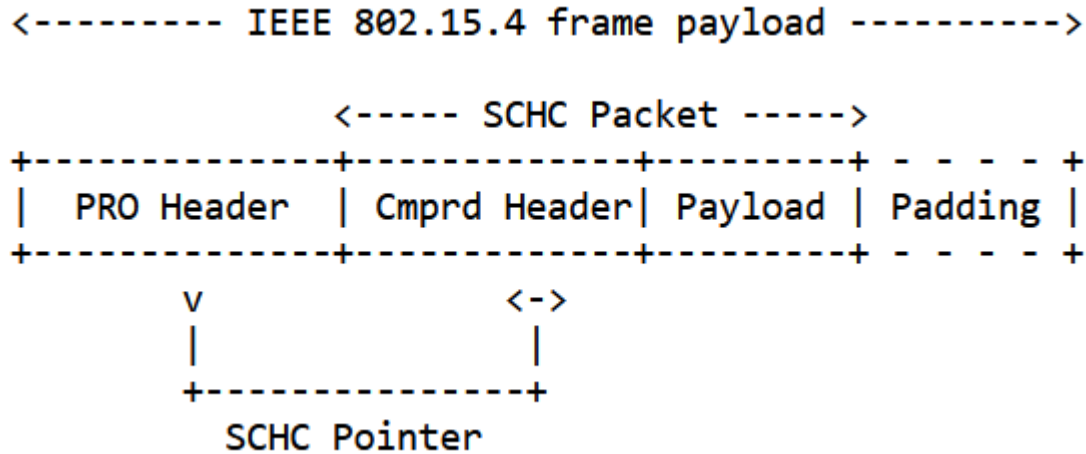 <--------- IEEE 802.15.4 frame payload ---------->
<----- SCHC Packet ----->
+--------------+-------------+---------+ - - - - +
|  PRO Header  | Cmprd Header| Payload | Padding |
+--------------+-------------+---------+ - - - - +
v              <->
|               |
+---------------+
SCHC Pointer